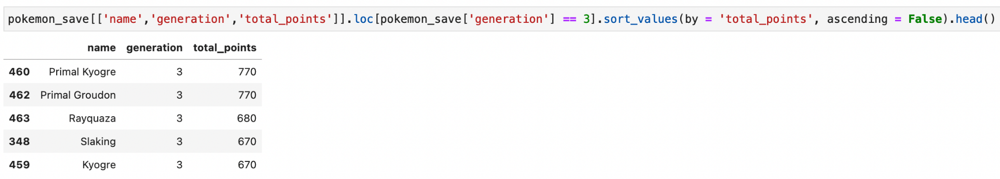 pokemon_save[['name','generation','total_points']].loc[pokemon_save['generation'] == 3].sort_values(by = 'total_points', ascending = False).head()
name generation total_points
460 Primal Kyogre 3 770
462 Primal Groudon 3 770
463 Rayquaza 3 680
348 Slaking 3 670
459 Kyogre 3 670